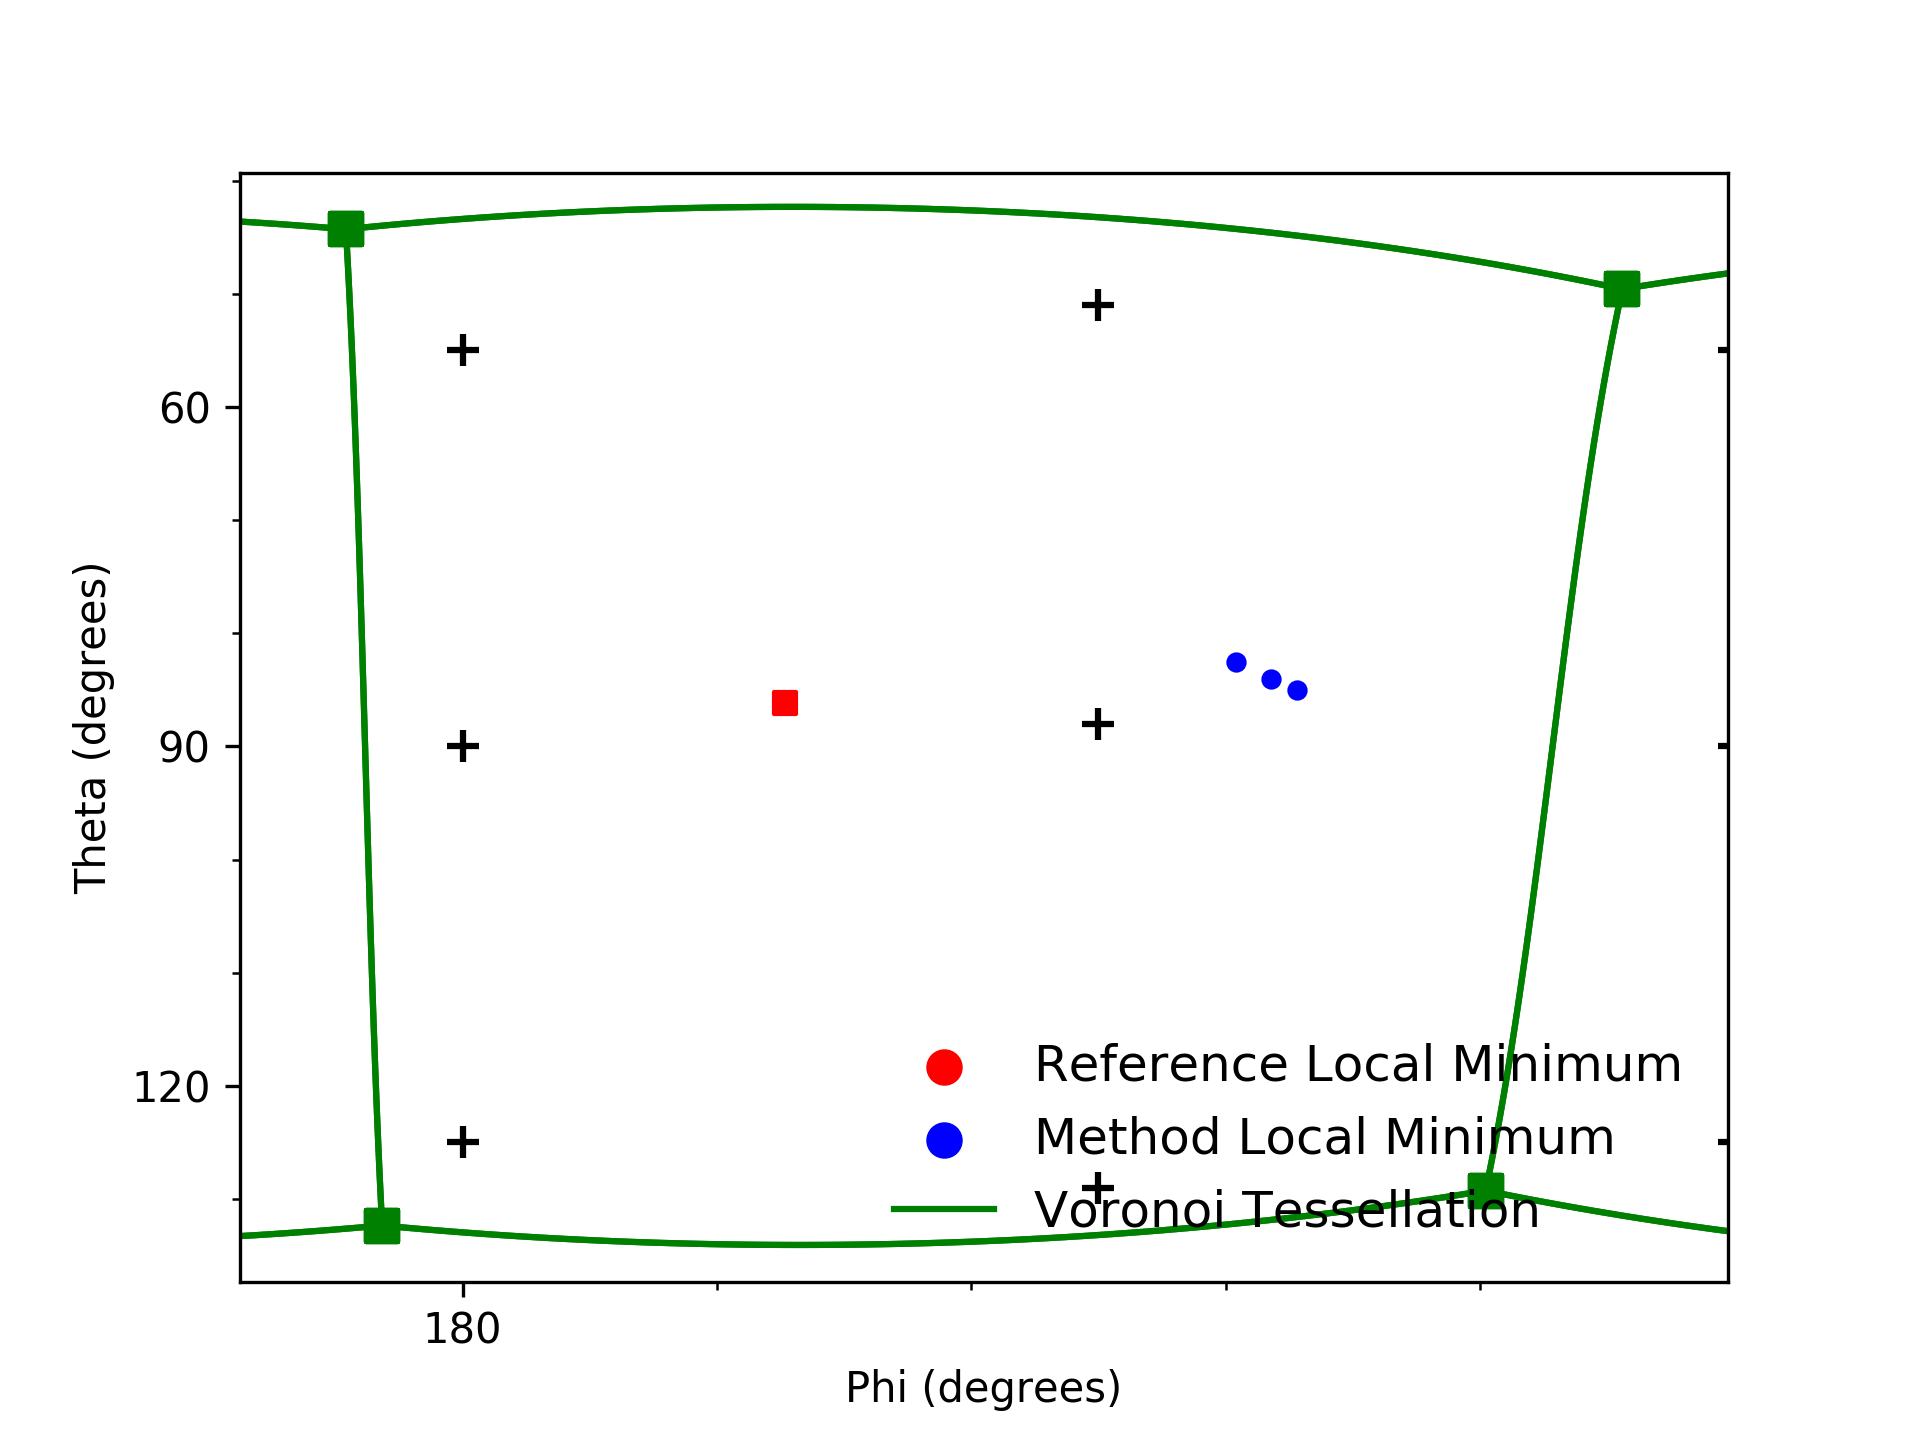 60
90
120
Theta (degrees)
Reference Local Minimum
Method Local Minimum
Voronoi Tessellation
180
Phi (degrees)